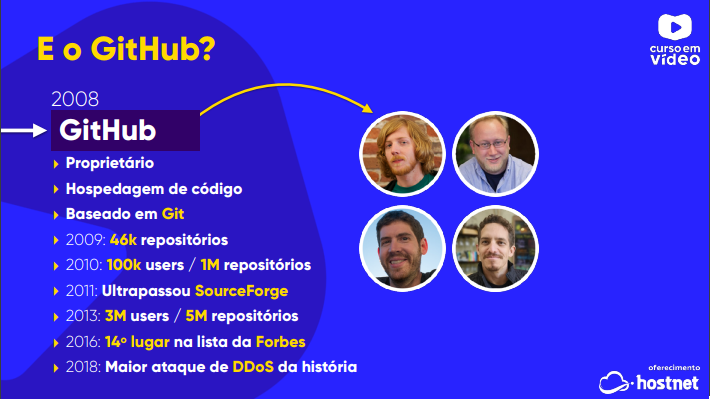 E o GitHub?
CURSO EM
VÍDEO
2008
GitHub
Proprietário
Hospedagem de código
Baseado em Git
2009: 46k repositórios
2010: 100k users / 1M repositórios
2011: Ultrapassou SourceForge
2013: 3M users / 5M repositórios
2016: 14º lugar na lista da Forbes
2018: Maior ataque de DDoS da história
oferecimento
hostnet